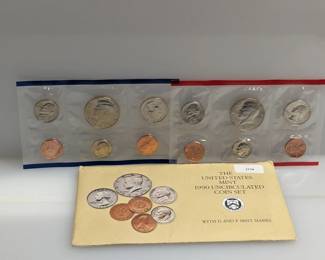 THE
UNITED STATES
MINT
1990 UNCIRCULATED
COIN SET
WITH D AND P MINT MARKS